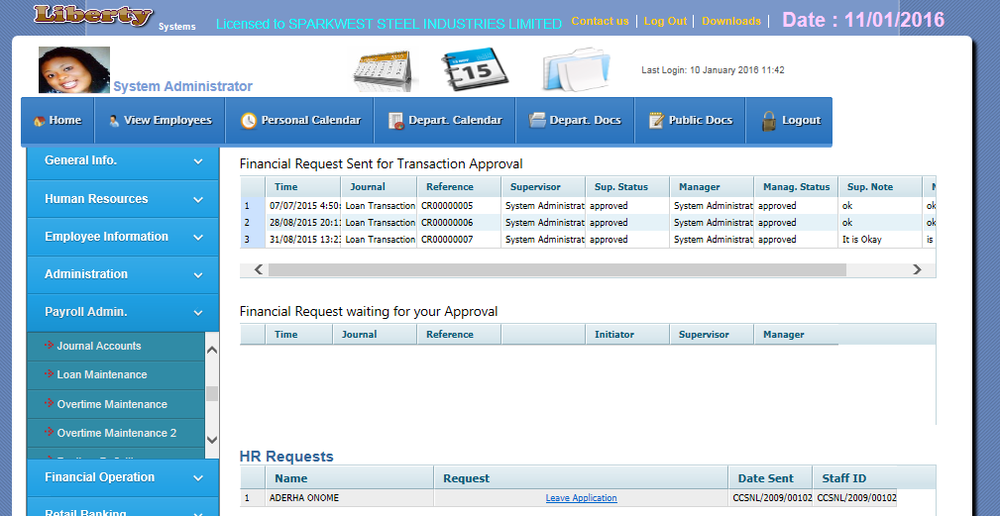 Liberty Systems Licensed to SPARKWEST STEEL INDUSTRIES LIMITED Contact us | Log Out | Downloads | Date : 11/01/2016
System Administrator
NOV 15
Last Login: 10 January 2016 11:42
Home View Employees Personal Calendar Depart. Calendar Depart. Docs Public Docs Logout
General Info.
Human Resources
Employee Information
Administration
Payroll Admin.
Journal Accounts
Loan Maintenance
Overtime Maintenance
Overtime Maintenance 2
Financial Operation
Retail Banking
Financial Request Sent for Transaction Approval
Time Journal Reference Supervisor Sup. Status Manager Manag. Status Sup. Note N
1 07/07/2015 4:50: Loan Transaction CR00000005 System Administrat approved System Administrat approved ok ok
2 28/08/2015 20:11 Loan Transaction CR00000006 System Administrat approved System Administrat approved ok ok
3 31/08/2015 13:23 Loan Transaction CR00000007 System Administrat approved System Administrat approved It is Okay is
Financial Request waiting for your Approval
Time Journal Reference Initiator Supervisor Manager
HR Requests
Name Request Date Sent Staff ID
1 ADERHA ONOME Leave Application CCSNL/2009/00102 CCSNL/2009/00102